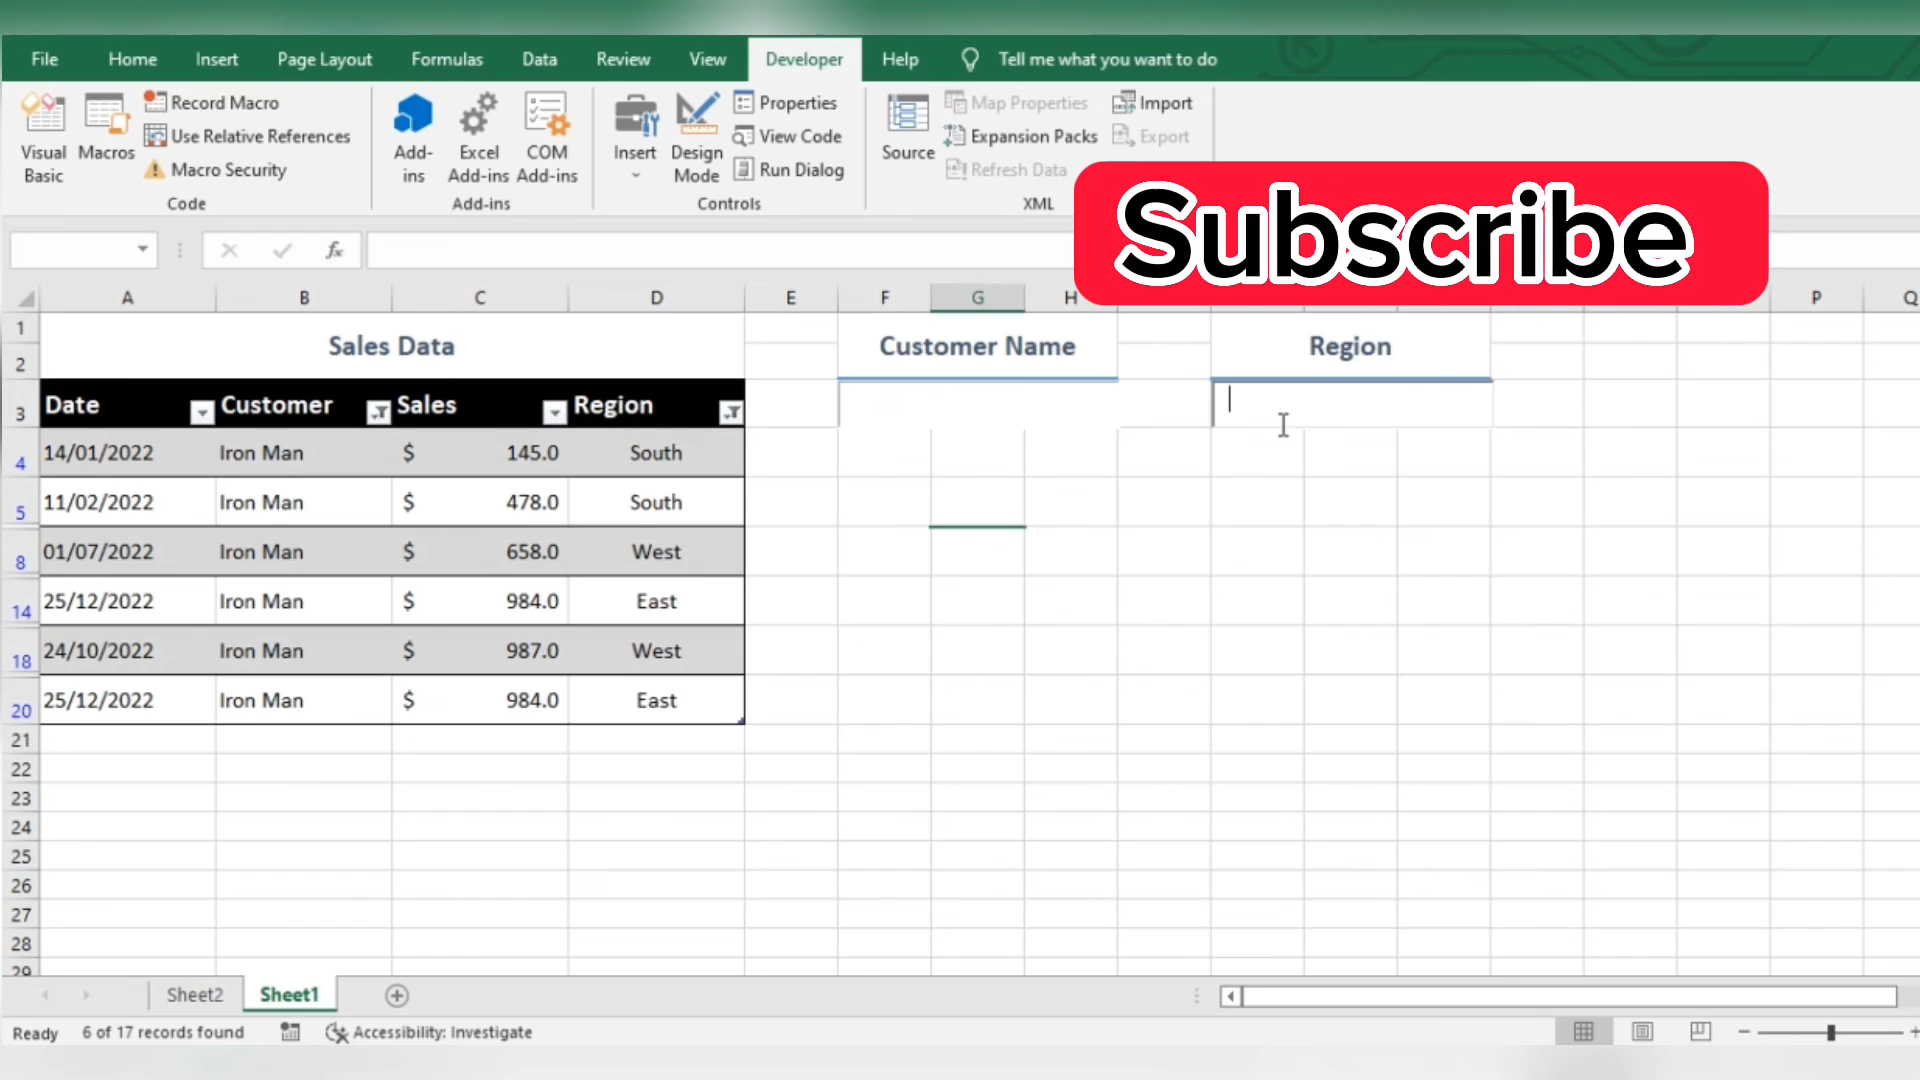 File Home Insert Page Layout Formulas Data Review View Developer Help Tell me what you want to do
Visual Basic
Macros
Record Macro
Use Relative References
Macro Security
Code
Add-ins
Excel Add-ins
COM Add-ins
Add-ins
Insert
Design Mode
Properties
View Code
Run Dialog
Controls
Source
Map Properties
Expansion Packs
Refresh Data
Import
Export
XML
Subscribe
fx
A B C D E F G H P Q
1
2
Sales Data Customer Name Region
3 Date Customer Sales Region
4 14/01/2022 Iron Man $ 145.0 South
5 11/02/2022 Iron Man $ 478.0 South
8 01/07/2022 Iron Man $ 658.0 West
14 25/12/2022 Iron Man $ 984.0 East
18 24/10/2022 Iron Man $ 987.0 West
20 25/12/2022 Iron Man $ 984.0 East
21
22
23
24
25
26
27
28
29
Sheet2 Sheet1
Ready 6 of 17 records found Accessibility: Investigate